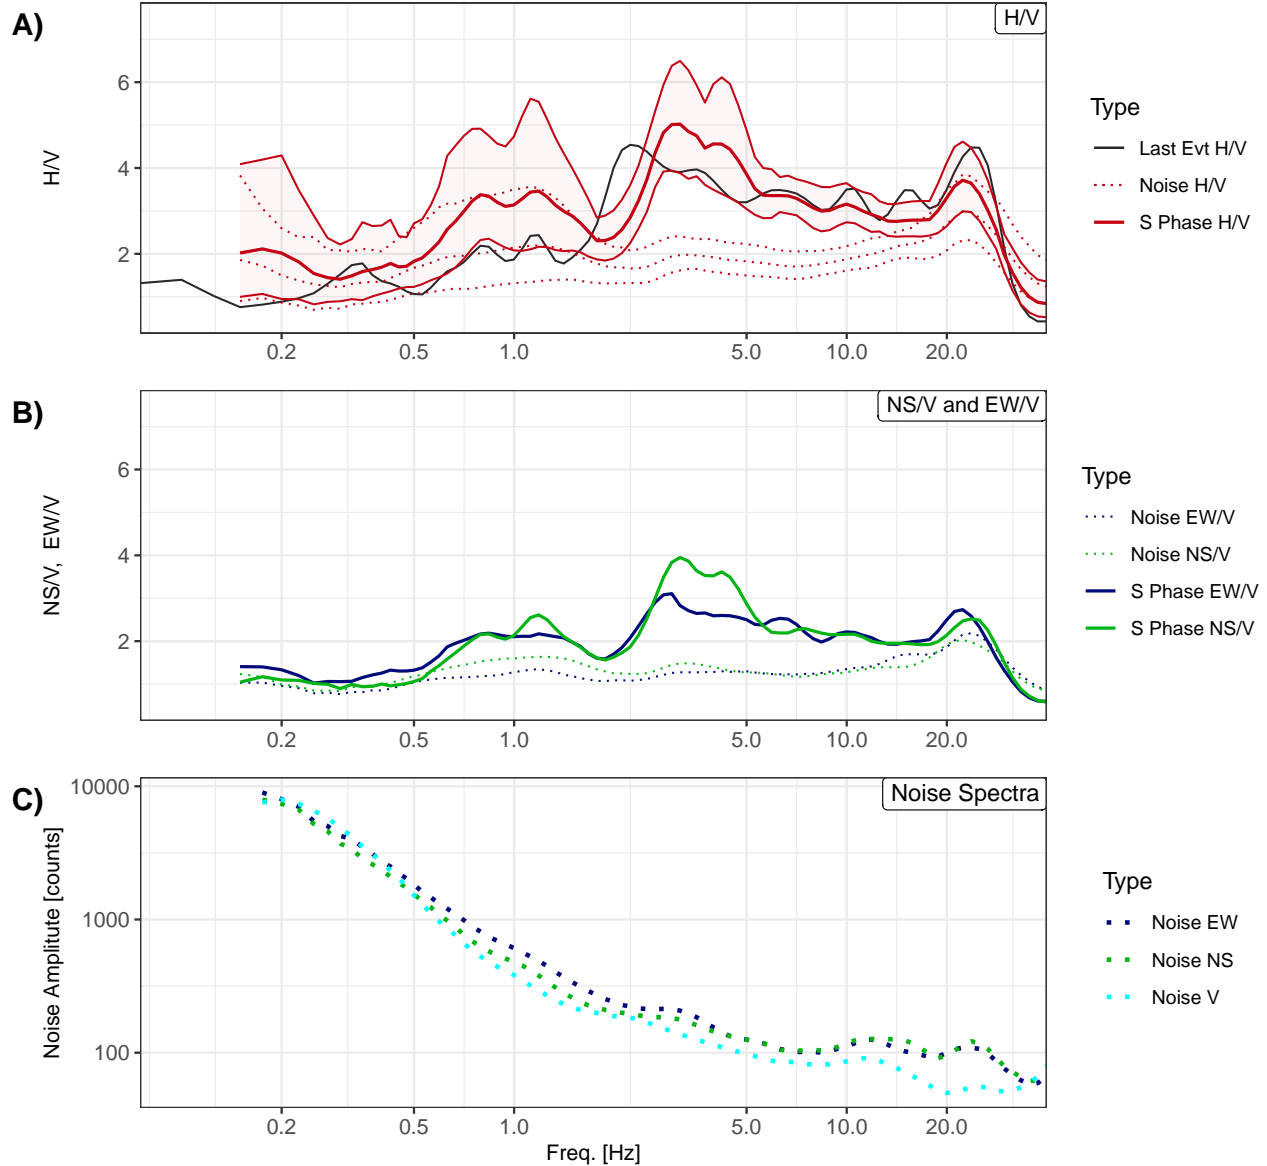 A)
H/V
H/V
6
4
2
0.2 0.5 1.0 5.0 10.0 20.0
Type
Last Evt H/V
Noise H/V
S Phase H/V
B)
NS/V and EW/V
NS/V, EW/V
6
4
2
0.2 0.5 1.0 5.0 10.0 20.0
Type
Noise EW/V
Noise NS/V
S Phase EW/V
S Phase NS/V
C)
Noise Spectra
Noise Amplitute [counts]
10000
1000
100
0.2 0.5 1.0 5.0 10.0 20.0
Freq. [Hz]
Type
Noise EW
Noise NS
Noise V